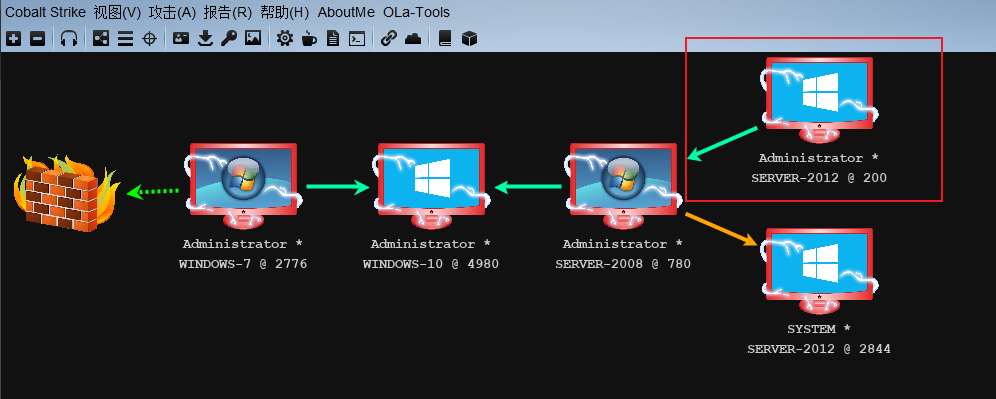 Cobalt Strike 视图(V) 攻击(A) 报告(R) 帮助(H) AboutMe OLa-Tools
Administrator *
SERVER-2012 @ 200
Administrator *
WINDOWS-7 @ 2776
Administrator *
WINDOWS-10 @ 4980
Administrator *
SERVER-2008 @ 780
SYSTEM *
SERVER-2012 @ 2844